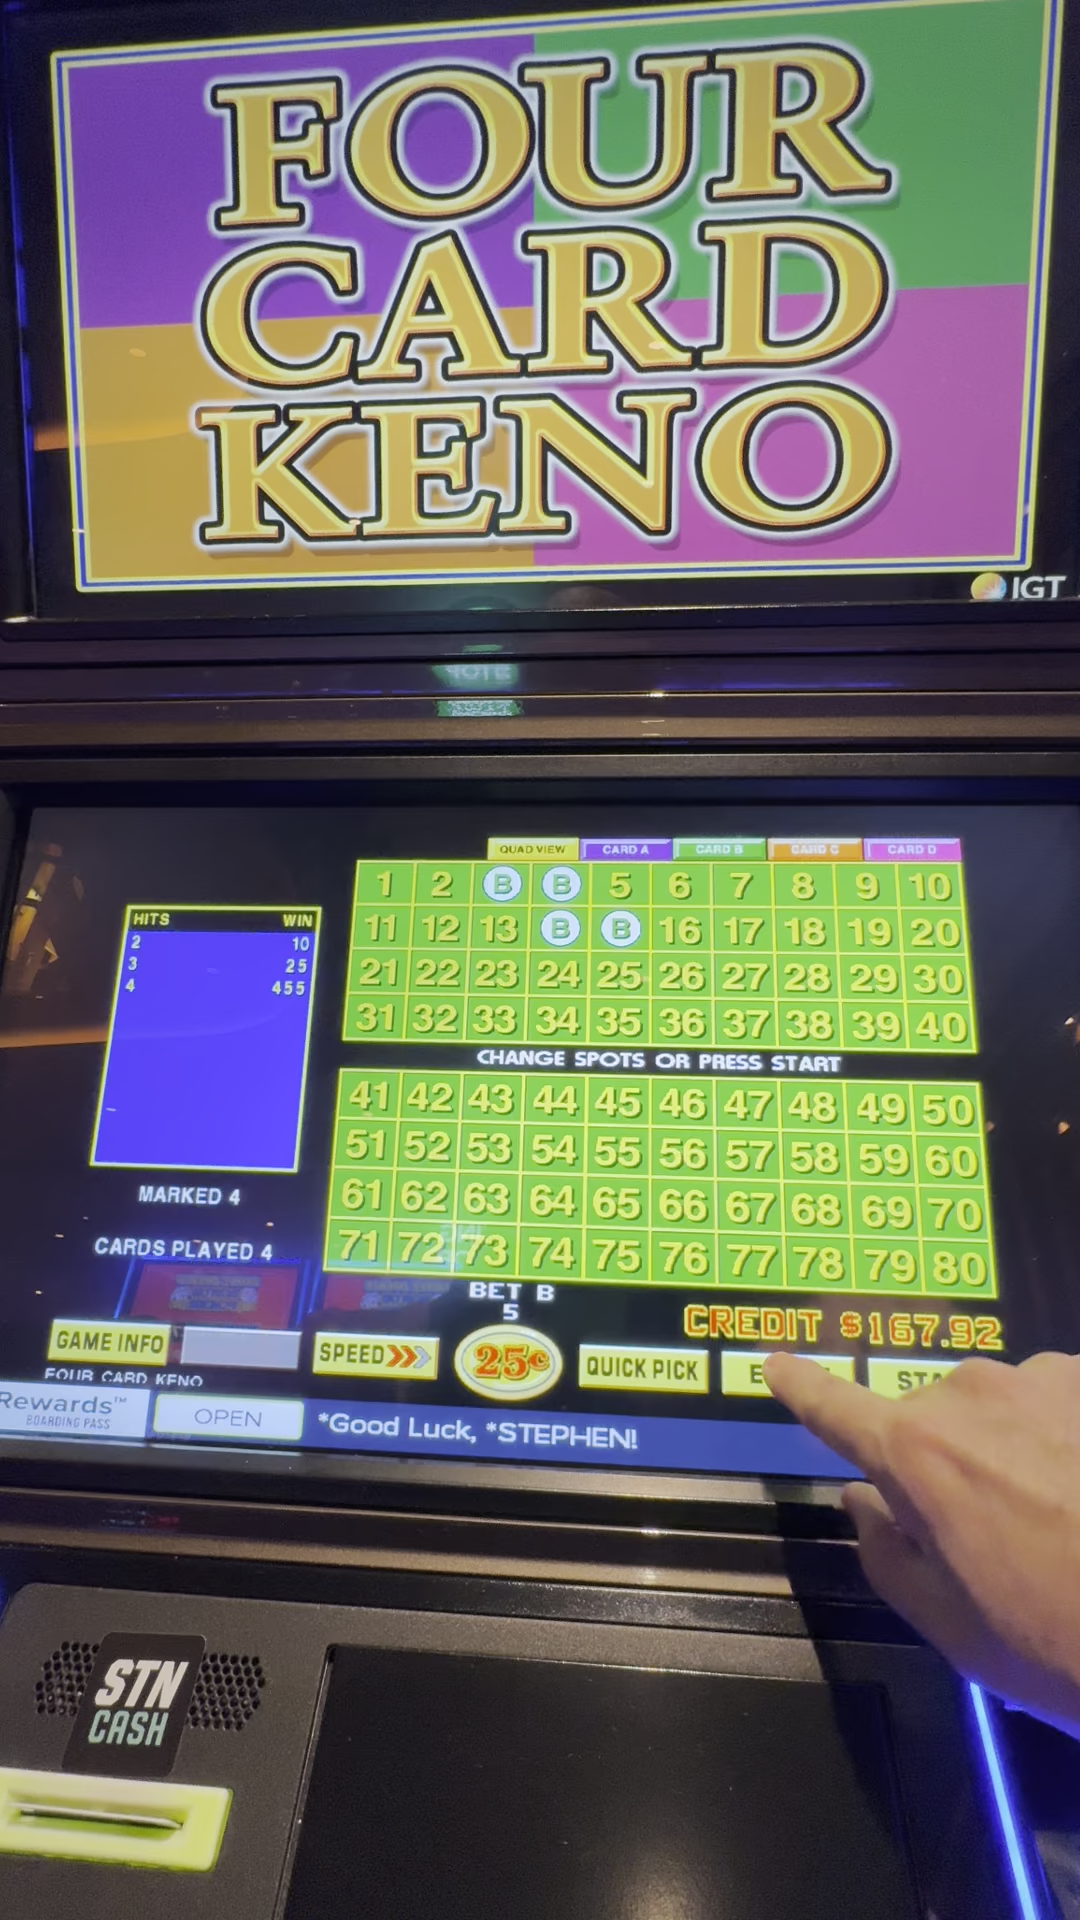 FOUR
CARD
KENO
IGT
QUAD VIEW CARD A CARD B CARD C CARD D
HITS WIN
2 10
3 25
4 455
1 2 B B 5 6 7 8 9 10
11 12 13 B B 16 17 18 19 20
21 22 23 24 25 26 27 28 29 30
31 32 33 34 35 36 37 38 39 40
CHANGE SPOTS OR PRESS START
41 42 43 44 45 46 47 48 49 50
51 52 53 54 55 56 57 58 59 60
61 62 63 64 65 66 67 68 69 70
71 72 73 74 75 76 77 78 79 80
MARKED 4
CARDS PLAYED 4
BET B
5
CREDIT $167.92
GAME INFO
SPEED
25¢
QUICK PICK
FOUR CARD KENO
Rewards™
BOARDING PASS
OPEN
*Good Luck, *STEPHEN!
STN
CASH